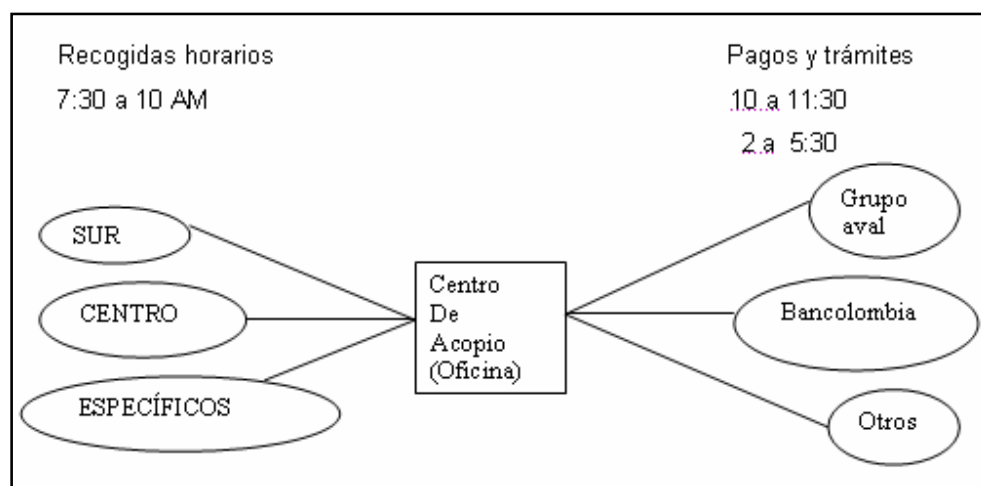 Recogidas horarios
7:30 a 10 AM
Pagos y trámites
10 a 11:30
2 a 5:30
SUR
CENTRO
ESPECÍFICOS
Centro
De
Acopio
(Oficina)
Grupo
aval
Bancolombia
Otros